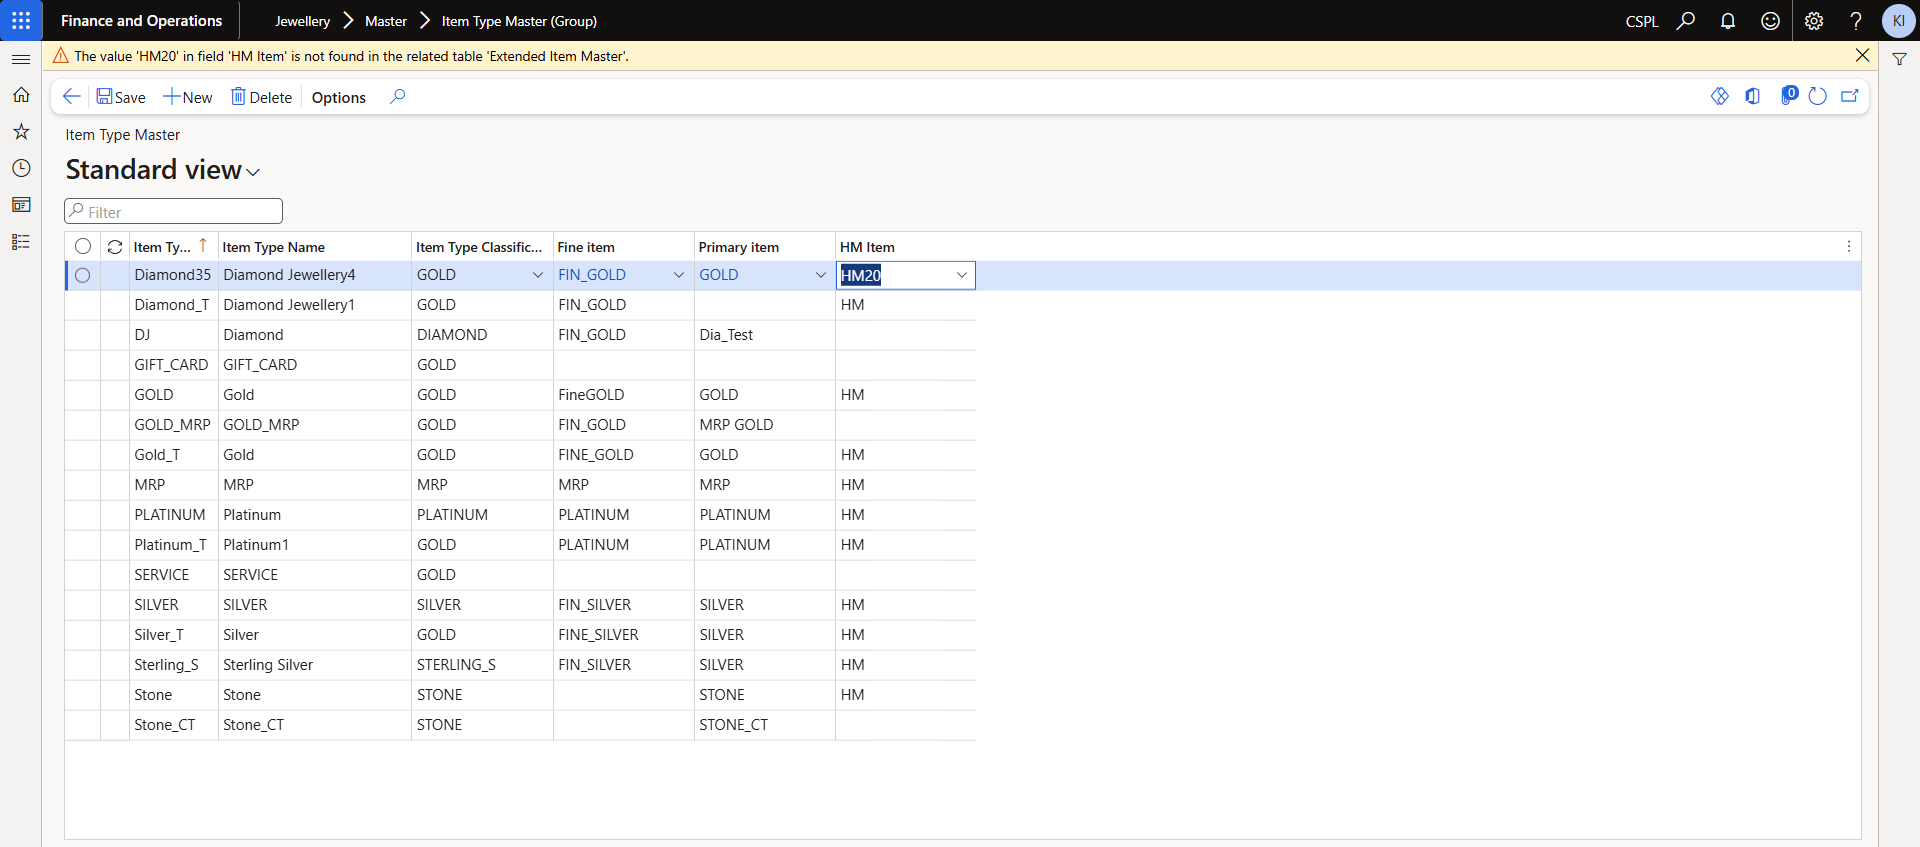 Finance and Operations Jewellery Master Item Type Master (Group) CSPL KI
The value 'HM20' in field 'HM Item' is not found in the related table 'Extended Item Master'.
Save New Delete Options 0
Item Type Master
Standard view
Filter
Item Ty... Item Type Name Item Type Classific... Fine item Primary item HM Item
Diamond35 Diamond Jewellery4 GOLD FIN_GOLD GOLD HM20
Diamond_T Diamond Jewellery1 GOLD FIN_GOLD HM
DJ Diamond DIAMOND FIN_GOLD Dia_Test
GIFT_CARD GIFT_CARD GOLD
GOLD Gold GOLD FineGOLD GOLD HM
GOLD_MRP GOLD_MRP GOLD FIN_GOLD MRP GOLD
Gold_T Gold GOLD FINE_GOLD GOLD HM
MRP MRP MRP MRP MRP HM
PLATINUM Platinum PLATINUM PLATINUM PLATINUM HM
Platinum_T Platinum1 GOLD PLATINUM PLATINUM HM
SERVICE SERVICE GOLD
SILVER SILVER SILVER FIN_SILVER SILVER HM
Silver_T Silver GOLD FINE_SILVER SILVER HM
Sterling_S Sterling Silver STERLING_S FIN_SILVER SILVER HM
Stone Stone STONE STONE HM
Stone_CT Stone_CT STONE STONE_CT